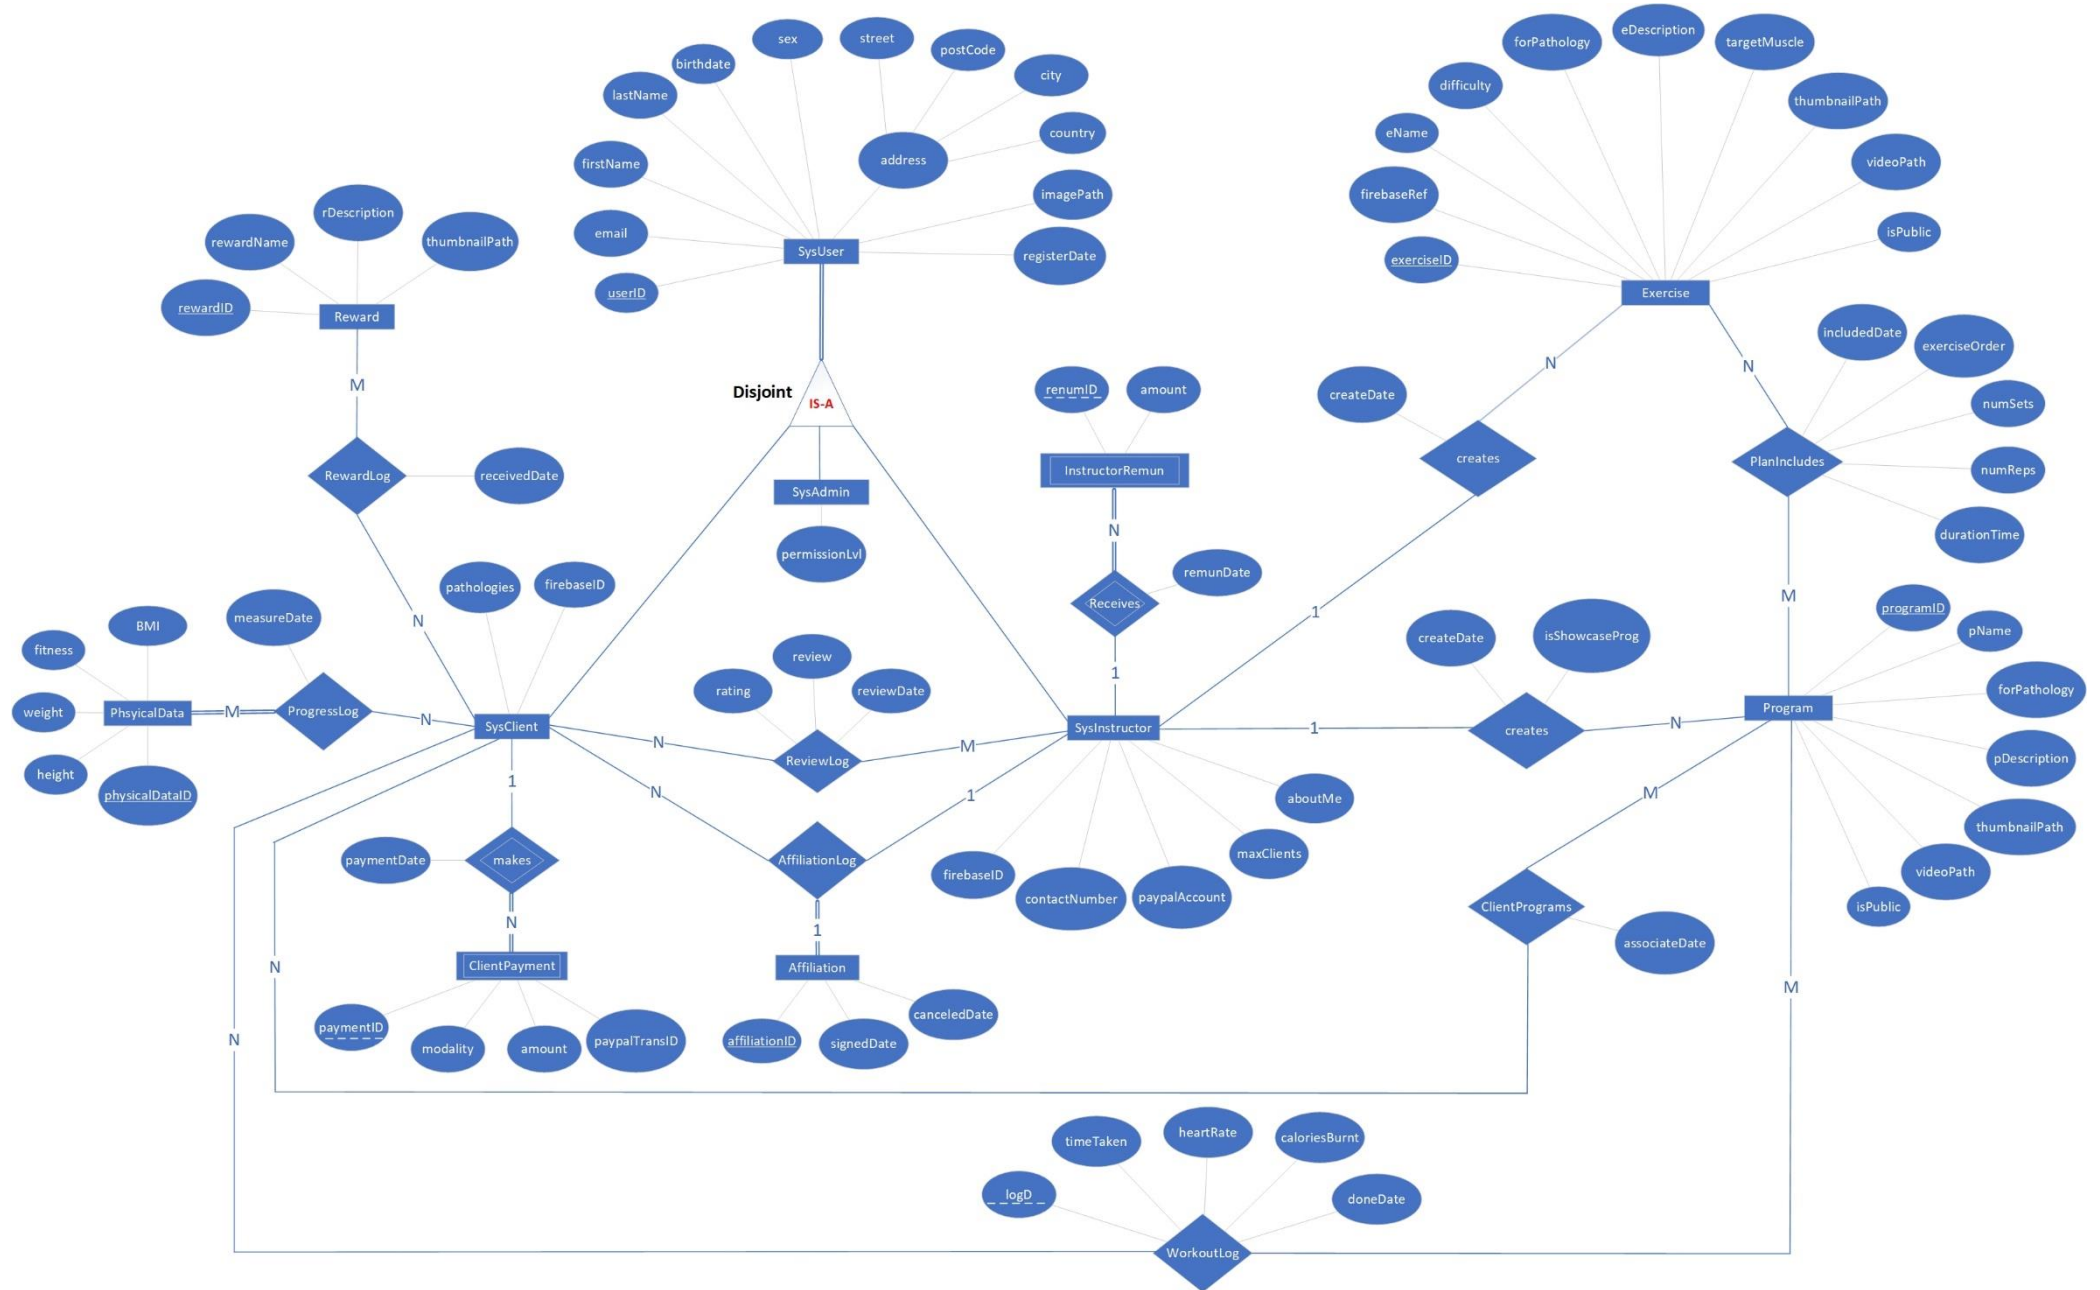 sex
street
postCode
birthdate
city
lastName
country
firstName
address
imagePath
email
SysUser
registerDate
userID
eDescription
forPathology
targetMuscle
difficulty
thumbnailPath
eName
videoPath
firebaseRef
isPublic
exerciseID
Exercise
rDescription
rewardName
thumbnailPath
rewardID
Reward
M
RewardLog
receivedDate
N
Disjoint
IS-A
SysAdmin
permissionLvl
renumID
amount
InstructorRemun
N
Receives
remunDate
1
N
createDate
creates
1
N
includedDate
exerciseOrder
numSets
PlanIncludes
numReps
durationTime
M
programID
pName
forPathology
Program
pDescription
thumbnailPath
videoPath
isPublic
createDate
isShowcaseProg
1
creates
N
BMI
measureDate
fitness
weight
PhsyicalData
M
ProgressLog
N
height
physicalDataID
pathologies
firebaseID
SysClient
review
rating
reviewDate
N
ReviewLog
M
SysInstructor
aboutMe
maxClients
firebaseID
contactNumber
paypalAccount
1
paymentDate
makes
N
ClientPayment
paymentID
modality
amount
paypalTransID
N
1
AffiliationLog
1
Affiliation
affiliationID
signedDate
canceledDate
M
ClientPrograms
associateDate
N
N
M
timeTaken
heartRate
caloriesBurnt
logD
doneDate
WorkoutLog